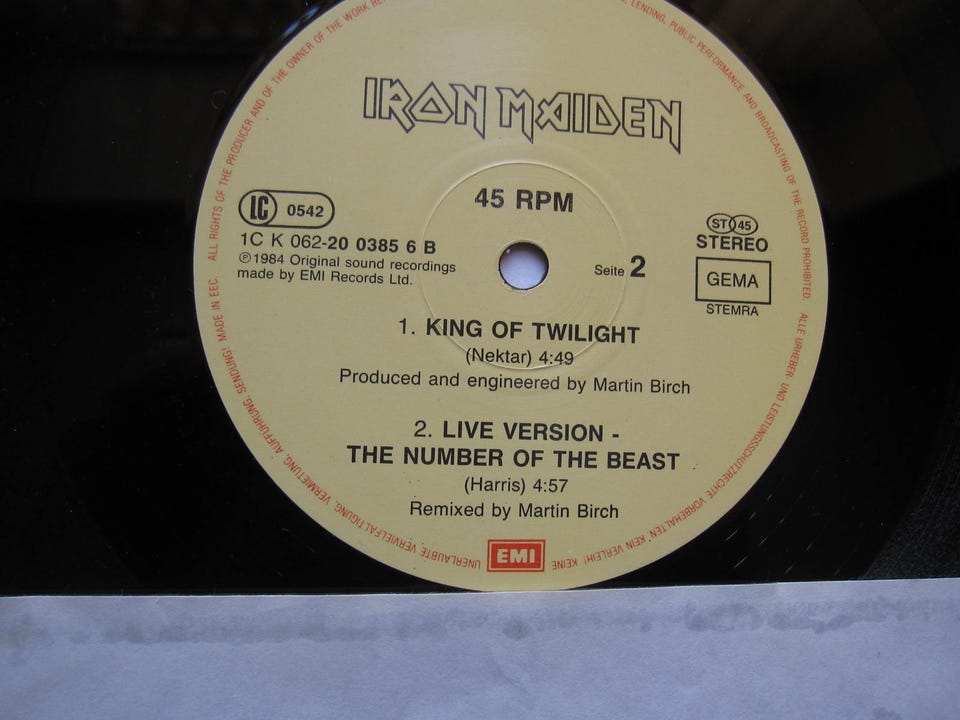 IRON MAIDEN
45 RPM
LC 0542
1C K 062-20 0385 6 B
℗1984 Original sound recordings
made by EMI Records Ltd.
ST 45
STEREO
GEMA
STEMRA
Seite 2
1. KING OF TWILIGHT
(Nektar) 4:49
Produced and engineered by Martin Birch
2. LIVE VERSION -
THE NUMBER OF THE BEAST
(Harris) 4:57
Remixed by Martin Birch
EMI
MADE IN EEC. ALL RIGHTS OF THE PRODUCER AND OF THE OWNER OF THE WORK
LENDING, PUBLIC PERFORMANCE AND BROADCASTING OF THE RECORD PROHIBITED. ALLE URHEBER- UND LEISTUNGSSCHUTZRECHTE VORBEHALTEN. KEIN VERLEIH! KEINE
UNERLAUBTE VERVIELFÄLTIGUNG, VERMIETUNG, AUFFÜHRUNG, SENDUNG!